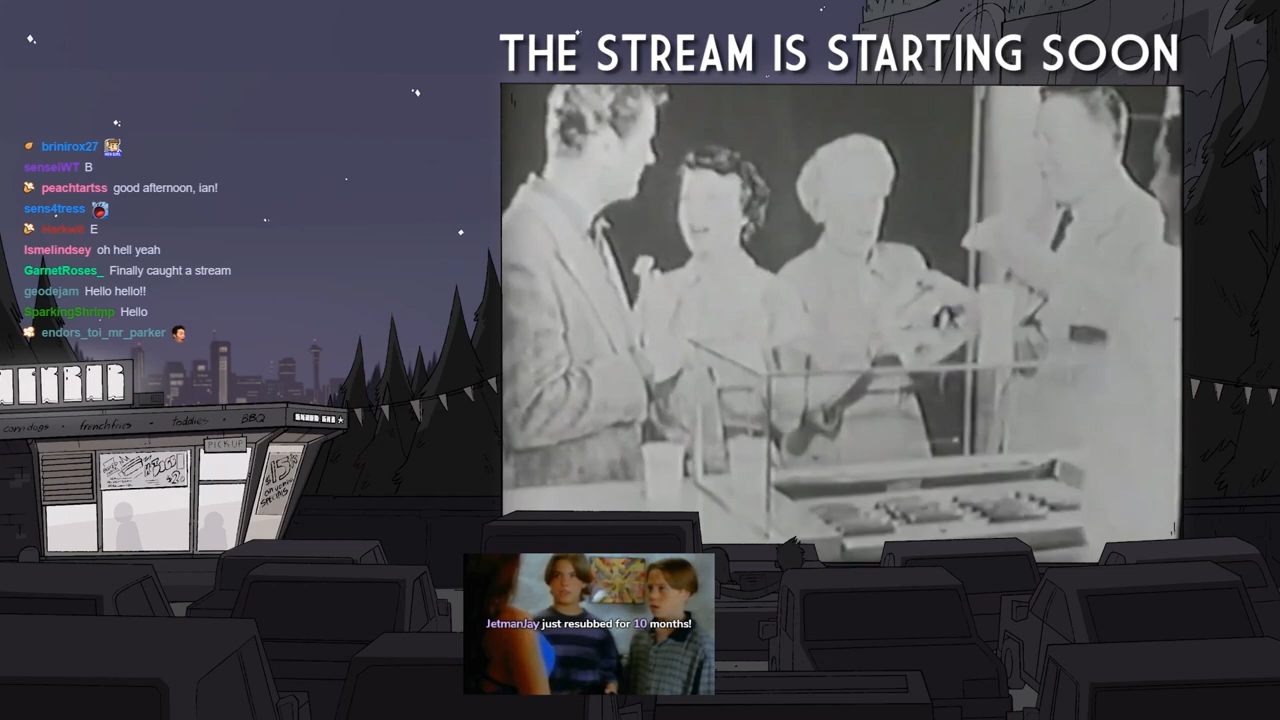 THE STREAM IS STARTING SOON
brinirox27
senseiWT B
peachtartss good afternoon, ian!
sens4tress
E
lsmelindsey oh hell yeah
GarnetRoses_ Finally caught a stream
geodejam Hello hello!!
SparkingShrimp Hello
endors_toi_mr_parker
corndogs · frenchfries · toddies · BBQ
PICKUP
JetmanJay just resubbed for 10 months!